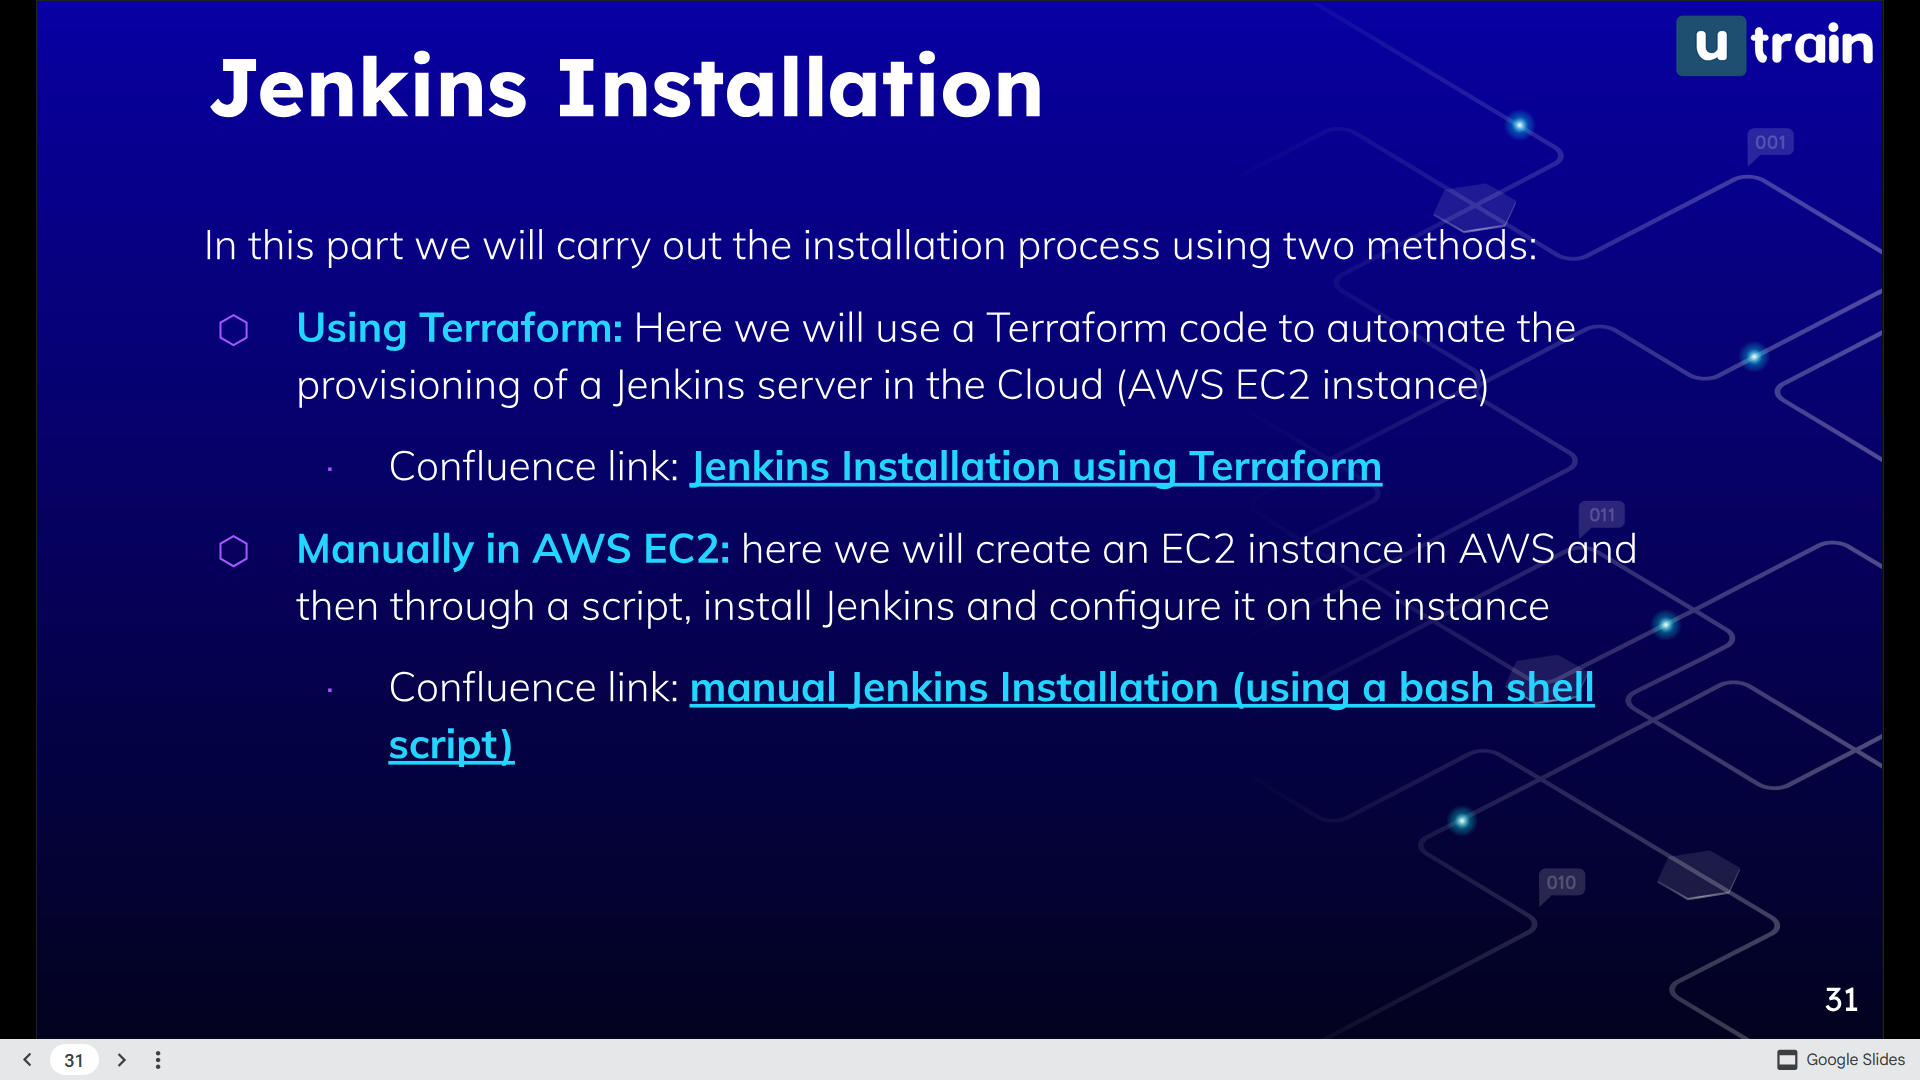 Jenkins Installation
u train
001
In this part we will carry out the installation process using two methods:
Using Terraform: Here we will use a Terraform code to automate the
provisioning of a Jenkins server in the Cloud (AWS EC2 instance)
Confluence link: Jenkins Installation using Terraform
011
Manually in AWS EC2: here we will create an EC2 instance in AWS and
then through a script, install Jenkins and configure it on the instance
Confluence link: manual Jenkins Installation (using a bash shell
script)
010
31
31
Google Slides